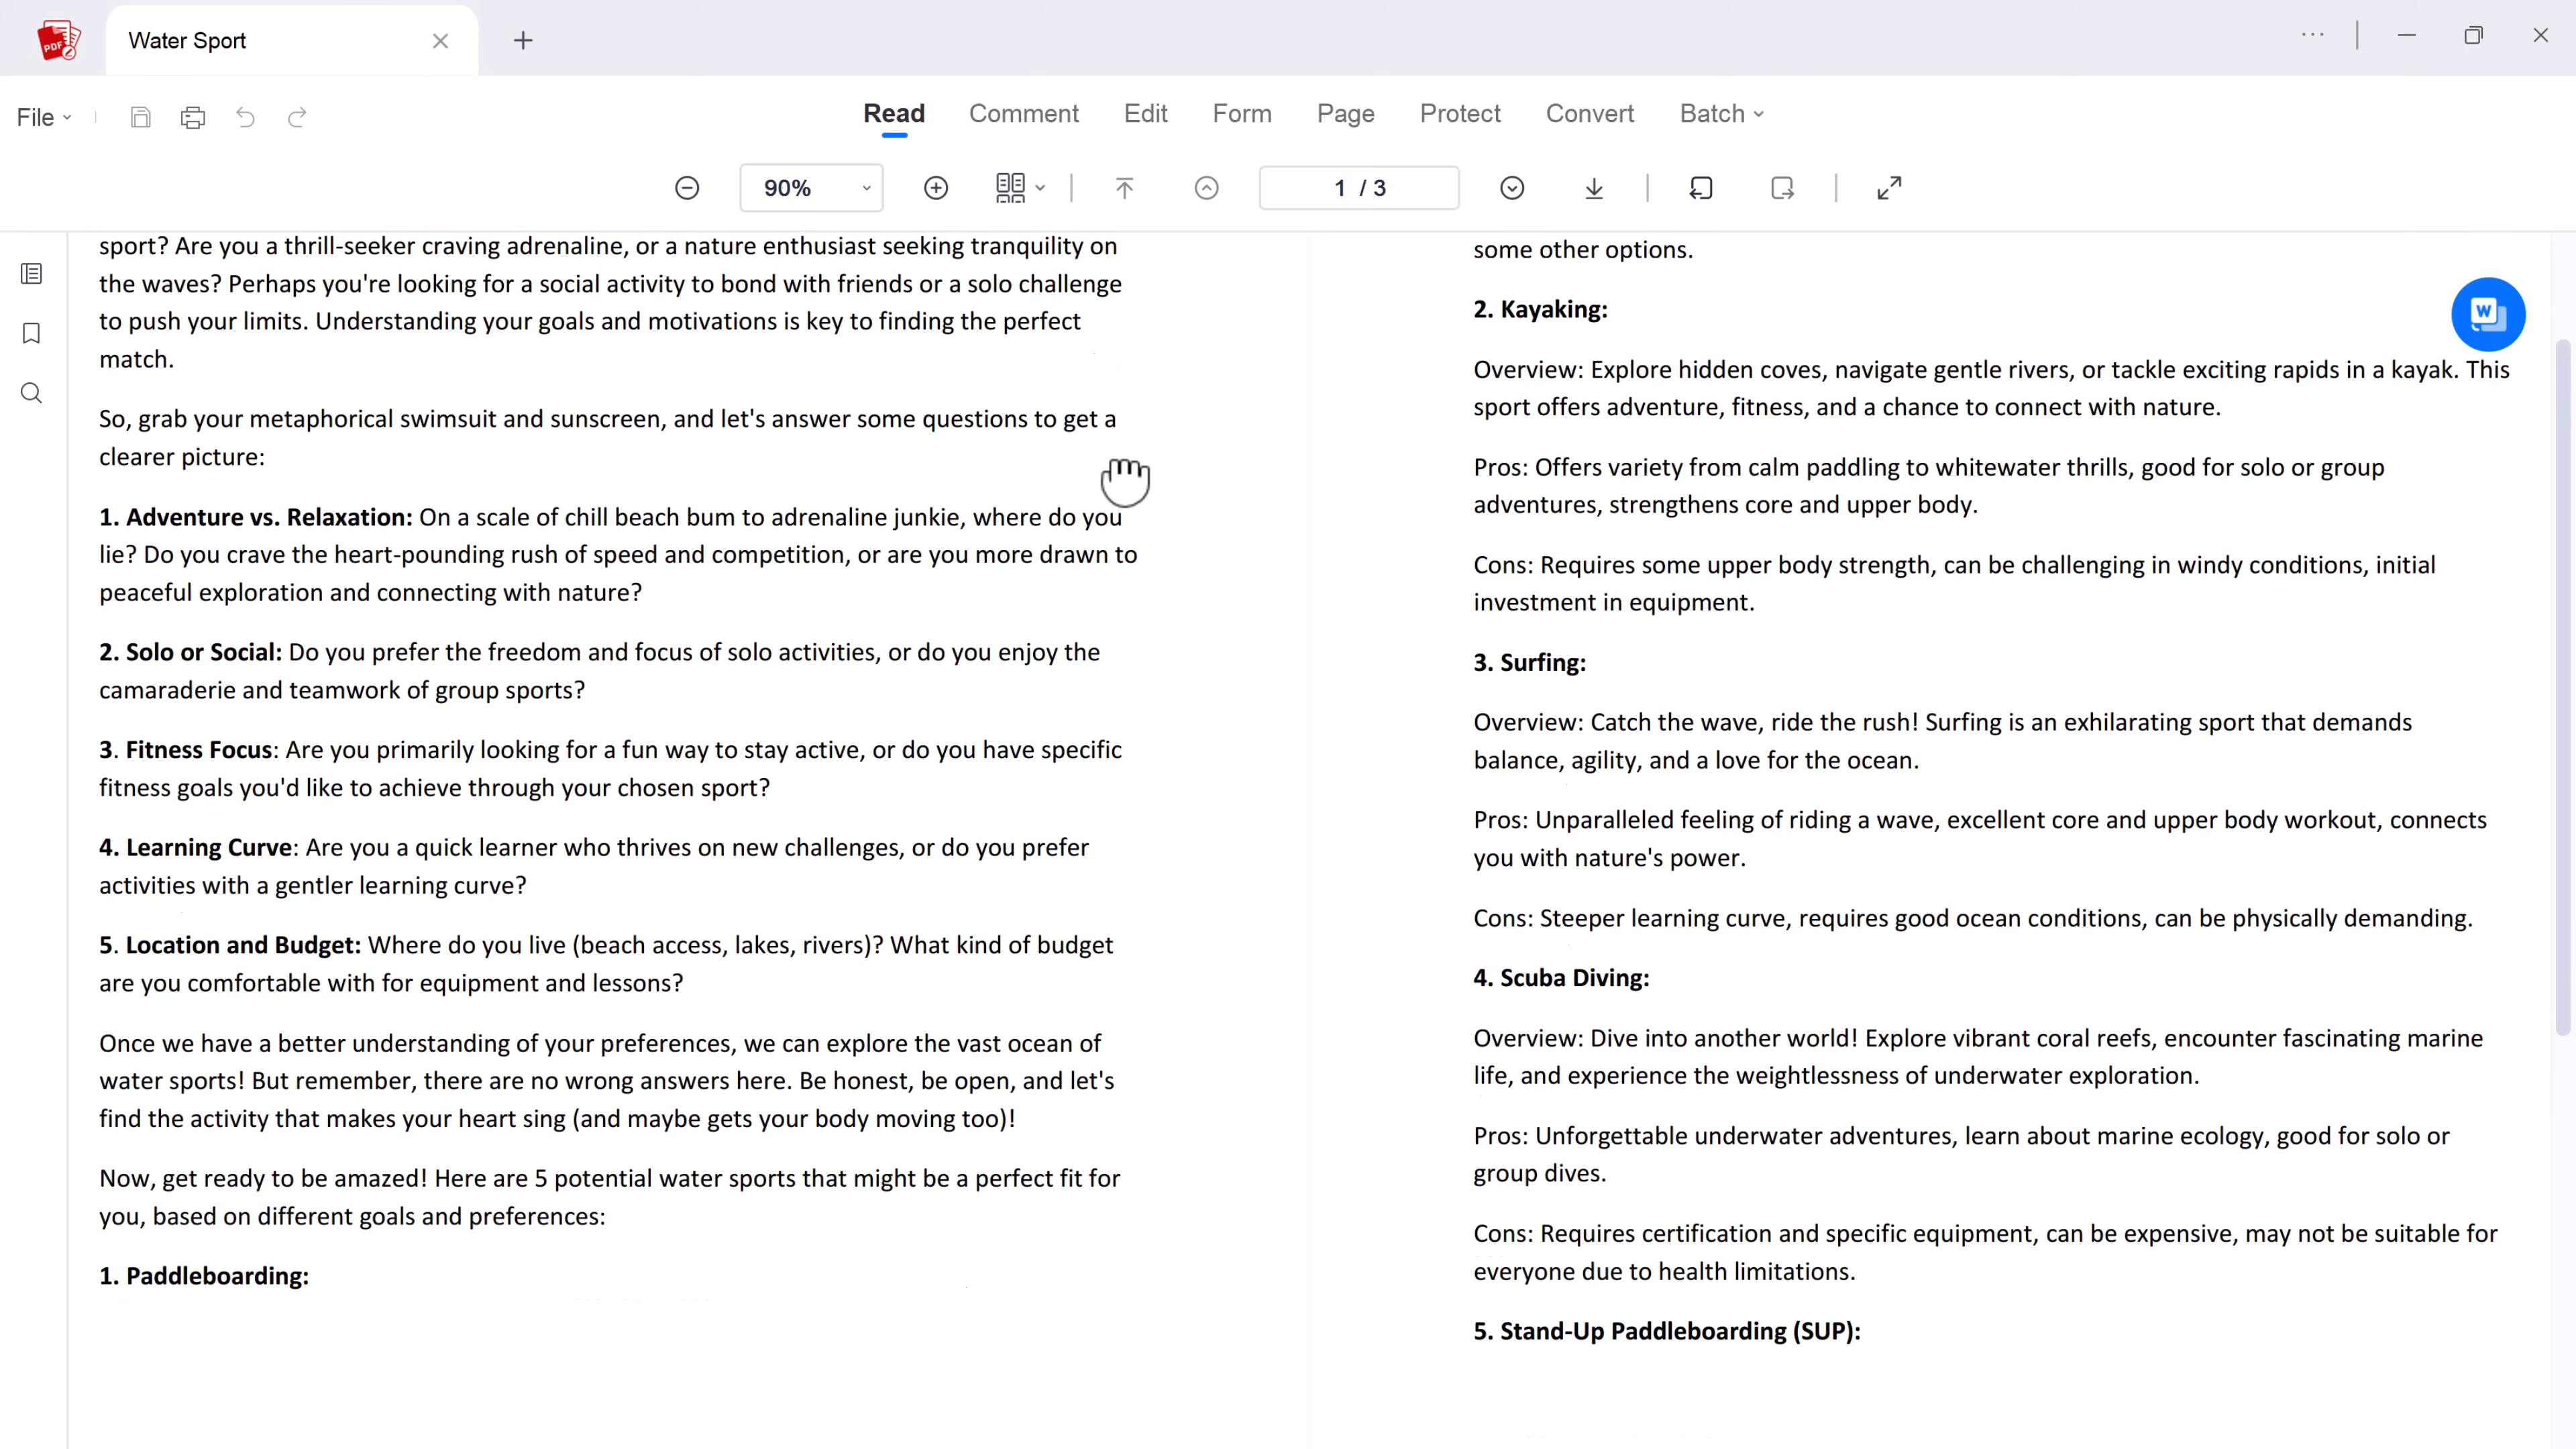 PDF
Water Sport
File
Read Comment Edit Form Page Protect Convert Batch
90%
1 / 3
sport? Are you a thrill-seeker craving adrenaline, or a nature enthusiast seeking tranquility on
the waves? Perhaps you're looking for a social activity to bond with friends or a solo challenge
to push your limits. Understanding your goals and motivations is key to finding the perfect
match.
So, grab your metaphorical swimsuit and sunscreen, and let's answer some questions to get a
clearer picture:
1. Adventure vs. Relaxation: On a scale of chill beach bum to adrenaline junkie, where do you
lie? Do you crave the heart-pounding rush of speed and competition, or are you more drawn to
peaceful exploration and connecting with nature?
2. Solo or Social: Do you prefer the freedom and focus of solo activities, or do you enjoy the
camaraderie and teamwork of group sports?
3. Fitness Focus: Are you primarily looking for a fun way to stay active, or do you have specific
fitness goals you'd like to achieve through your chosen sport?
4. Learning Curve: Are you a quick learner who thrives on new challenges, or do you prefer
activities with a gentler learning curve?
5. Location and Budget: Where do you live (beach access, lakes, rivers)? What kind of budget
are you comfortable with for equipment and lessons?
Once we have a better understanding of your preferences, we can explore the vast ocean of
water sports! But remember, there are no wrong answers here. Be honest, be open, and let's
find the activity that makes your heart sing (and maybe gets your body moving too)!
Now, get ready to be amazed! Here are 5 potential water sports that might be a perfect fit for
you, based on different goals and preferences:
1. Paddleboarding:
some other options.
2. Kayaking:
W
Overview: Explore hidden coves, navigate gentle rivers, or tackle exciting rapids in a kayak. This
sport offers adventure, fitness, and a chance to connect with nature.
Pros: Offers variety from calm paddling to whitewater thrills, good for solo or group
adventures, strengthens core and upper body.
Cons: Requires some upper body strength, can be challenging in windy conditions, initial
investment in equipment.
3. Surfing:
Overview: Catch the wave, ride the rush! Surfing is an exhilarating sport that demands
balance, agility, and a love for the ocean.
Pros: Unparalleled feeling of riding a wave, excellent core and upper body workout, connects
you with nature's power.
Cons: Steeper learning curve, requires good ocean conditions, can be physically demanding.
4. Scuba Diving:
Overview: Dive into another world! Explore vibrant coral reefs, encounter fascinating marine
life, and experience the weightlessness of underwater exploration.
Pros: Unforgettable underwater adventures, learn about marine ecology, good for solo or
group dives.
Cons: Requires certification and specific equipment, can be expensive, may not be suitable for
everyone due to health limitations.
5. Stand-Up Paddleboarding (SUP):